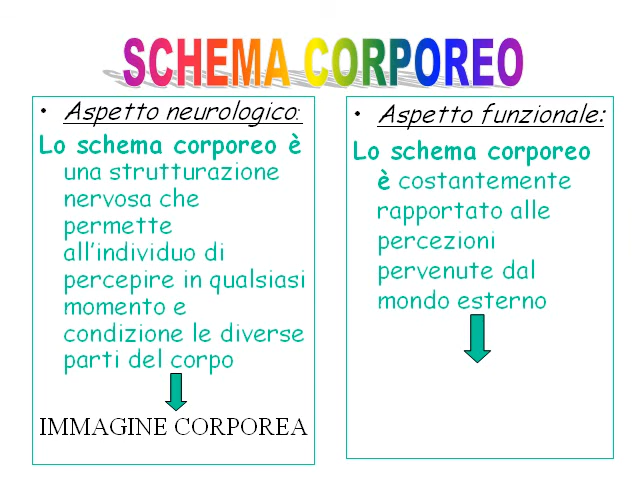 SCHEMA CORPOREO
• Aspetto neurologico:
Lo schema corporeo è
una strutturazione
nervosa che
permette
all'individuo di
percepire in qualsiasi
momento e
condizione le diverse
parti del corpo
IMMAGINE CORPOREA
• Aspetto funzionale:
Lo schema corporeo
è costantemente
rapportato alle
percezioni
pervenute dal
mondo esterno